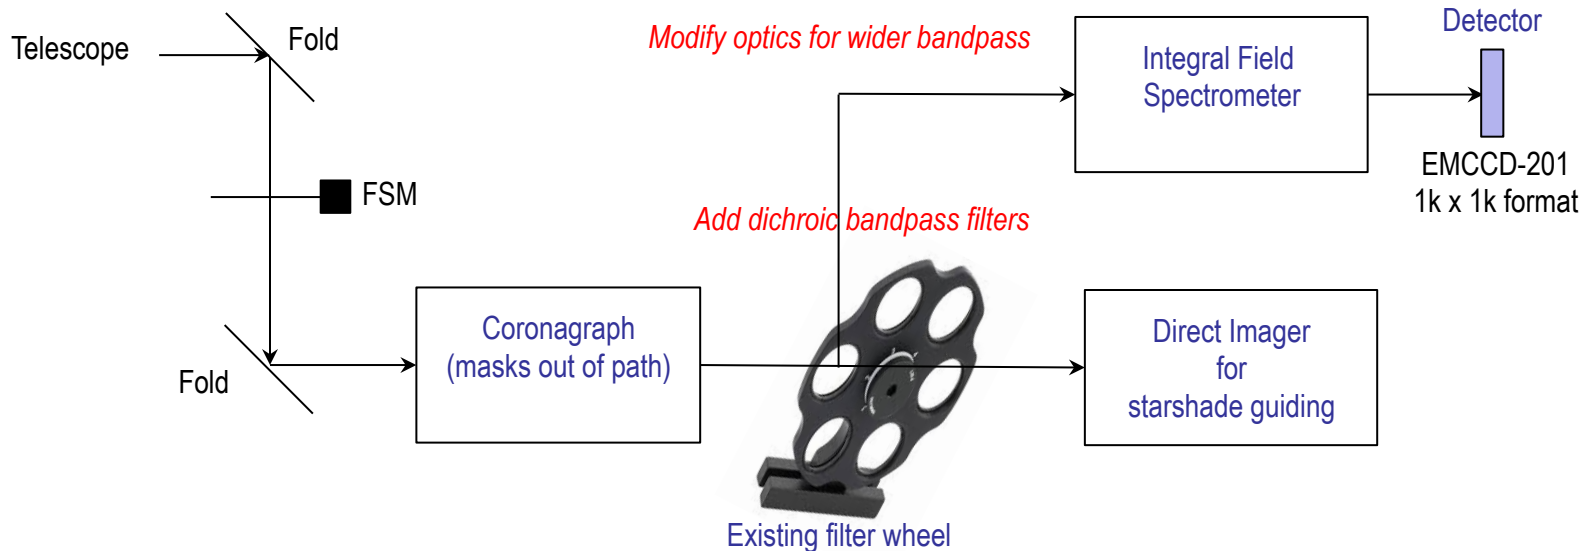 Telescope
Fold
Modify optics for wider bandpass
Integral Field
Spectrometer
Detector
EMCCD-201
1k x 1k format
FSM
Add dichroic bandpass filters
Fold
Coronagraph
(masks out of path)
Direct Imager
for
starshade guiding
Existing filter wheel